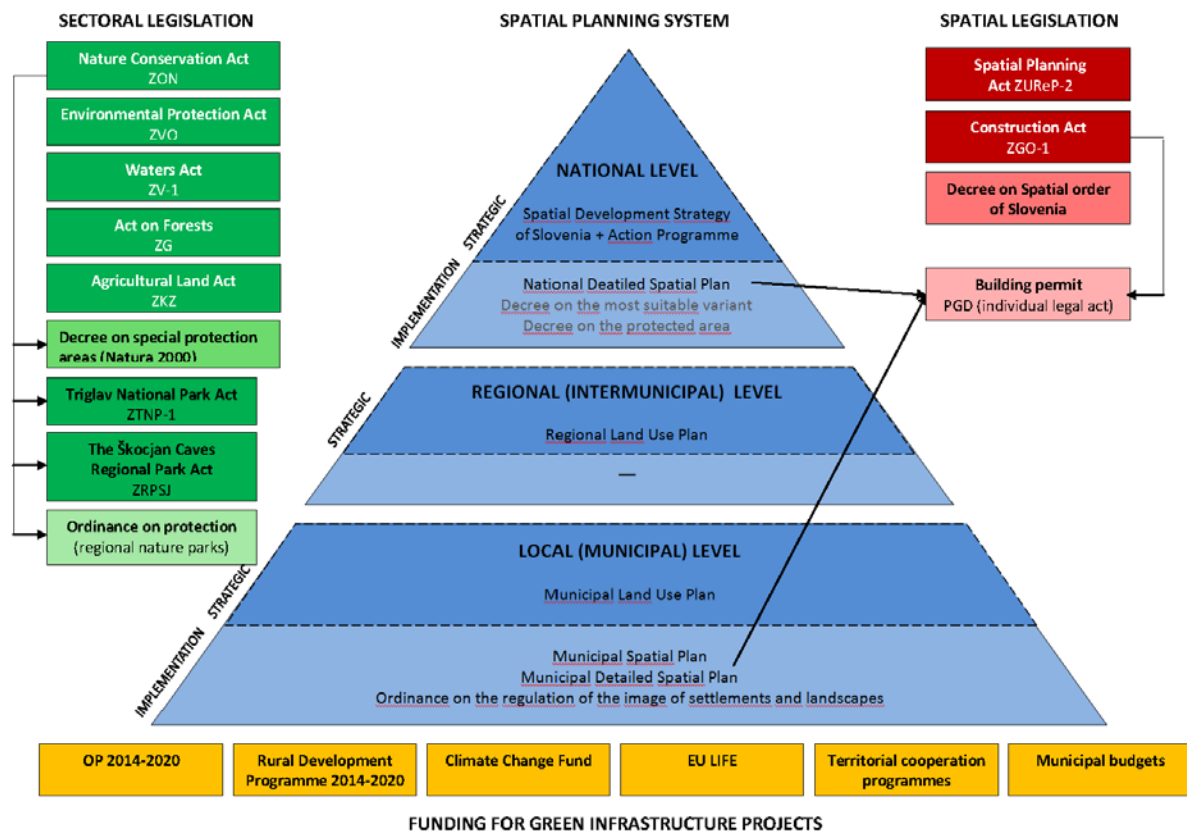 SECTORAL LEGISLATION
Nature Conservation Act
ZON
Environmental Protection Act
ZVO
Waters Act
ZV-1
Act on Forests
ZG
Agricultural Land Act
ZKZ
Decree on special protection
areas (Natura 2000)
Triglav National Park Act
ZTNP-1
The Škocjan Caves
Regional Park Act
ZRPSJ
Ordinance on protection
(regional nature parks)
SPATIAL PLANNING SYSTEM
NATIONAL LEVEL
STRATEGIC
Spatial Development Strategy
of Slovenia + Action Programme
IMPLEMENTATION
National Deatiled Spatial Plan
Decree on the most suitable variant
Decree on the protected area
REGIONAL (INTERMUNICIPAL) LEVEL
STRATEGIC
Regional Land Use Plan
—
LOCAL (MUNICIPAL) LEVEL
STRATEGIC
Municipal Land Use Plan
IMPLEMENTATION
Municipal Spatial Plan
Municipal Detailed Spatial Plan
Ordinance on the regulation of the image of settlements and landscapes
SPATIAL LEGISLATION
Spatial Planning
Act ZUReP-2
Construction Act
ZGO-1
Decree on Spatial order
of Slovenia
Building permit
PGD (individual legal act)
OP 2014-2020
Rural Development
Programme 2014-2020
Climate Change Fund
EU LIFE
Territorial cooperation
programmes
Municipal budgets
FUNDING FOR GREEN INFRASTRUCTURE PROJECTS